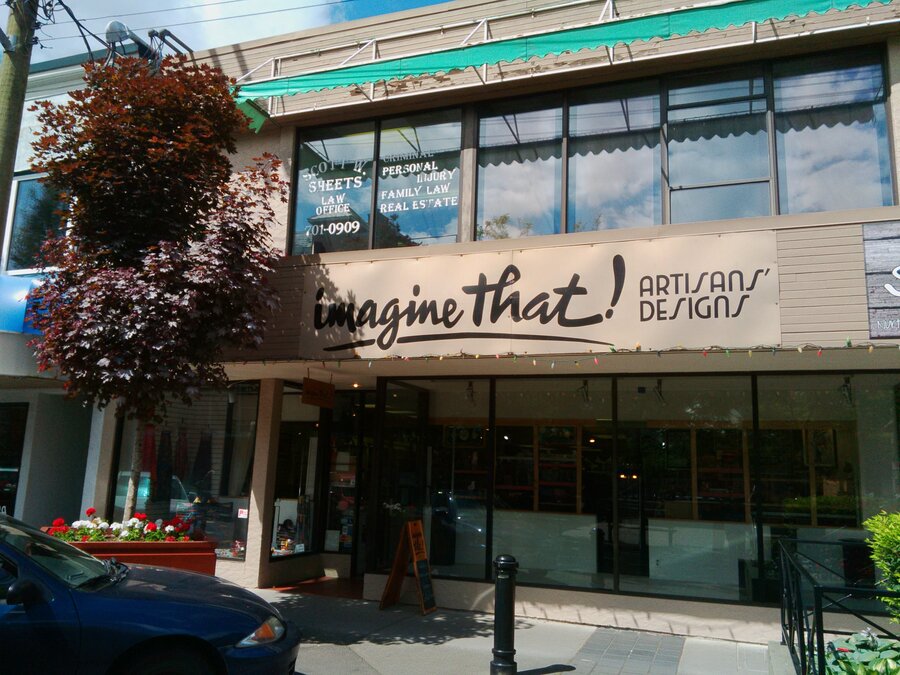 SCOTT W.
SHEETS
LAW
OFFICE
701-0909
CRIMINAL
PERSONAL
INJURY
FAMILY LAW
REAL ESTATE
imagine that!
ARTISANS'
DESIGNS